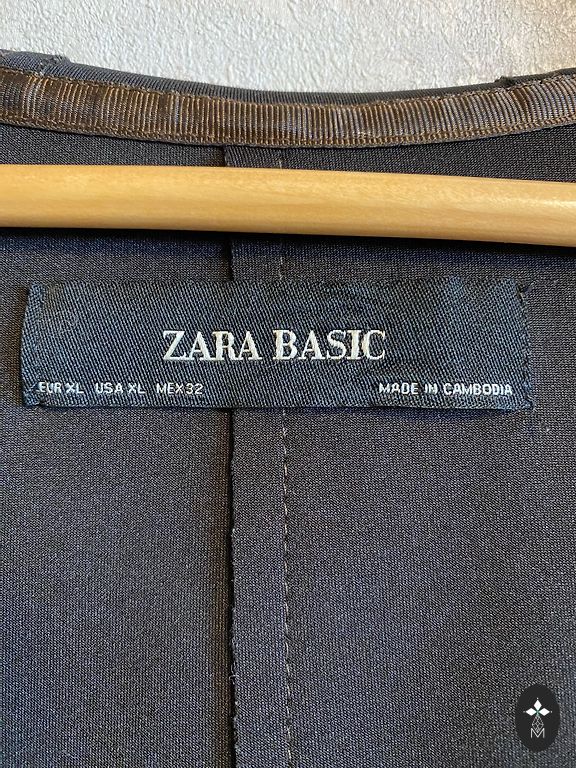 ZARA BASIC
EUR XL USA XL MEX 32 MADE IN CAMBODIA
M